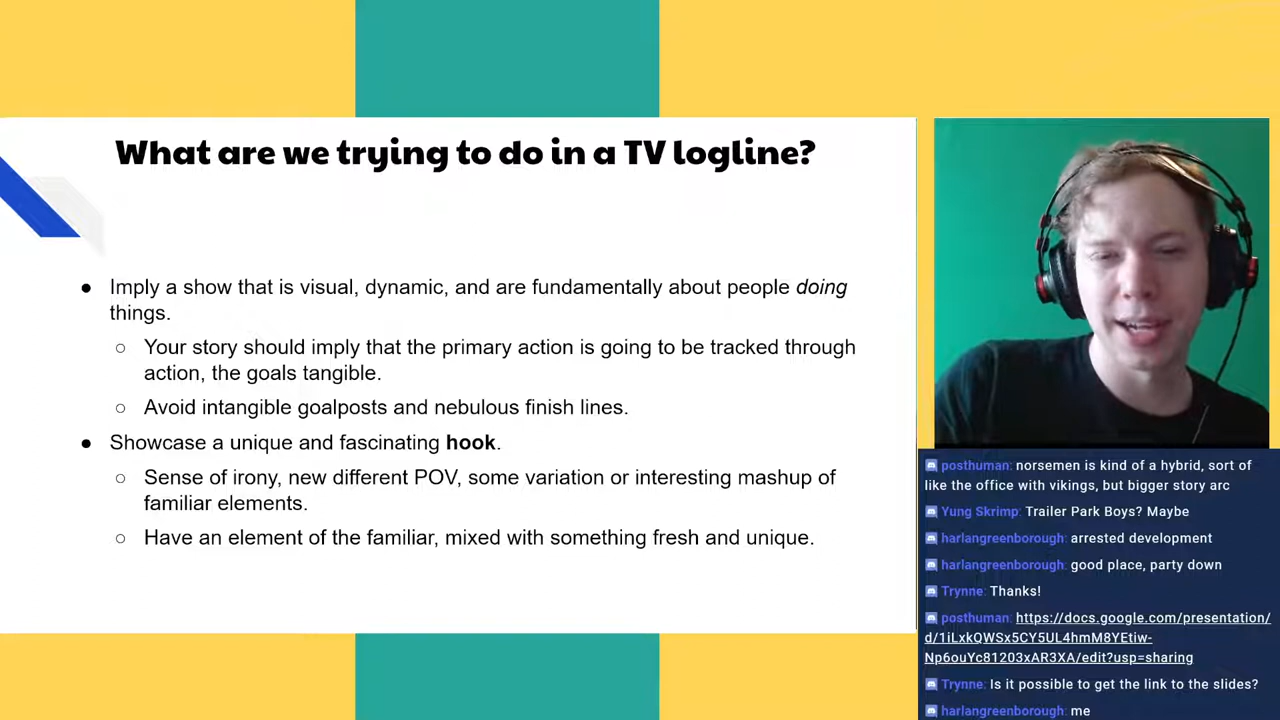 What are we trying to do in a TV logline?
● Imply a show that is visual, dynamic, and are fundamentally about people doing
things.
○ Your story should imply that the primary action is going to be tracked through
action, the goals tangible.
○ Avoid intangible goalposts and nebulous finish lines.
● Showcase a unique and fascinating hook.
○ Sense of irony, new different POV, some variation or interesting mashup of
familiar elements.
○ Have an element of the familiar, mixed with something fresh and unique.
posthuman: norsemen is kind of a hybrid, sort of
like the office with vikings, but bigger story arc
Yung Skrimp: Trailer Park Boys? Maybe
harlangreenborough: arrested development
harlangreenborough: good place, party down
Trynne: Thanks!
posthuman: https://docs.google.com/presentation/
d/1iLxkQWSx5CY5UL4hmM8YEtiw-
Np6ouYc81203xAR3XA/edit?usp=sharing
Trynne: Is it possible to get the link to the slides?
harlangreenborough: me